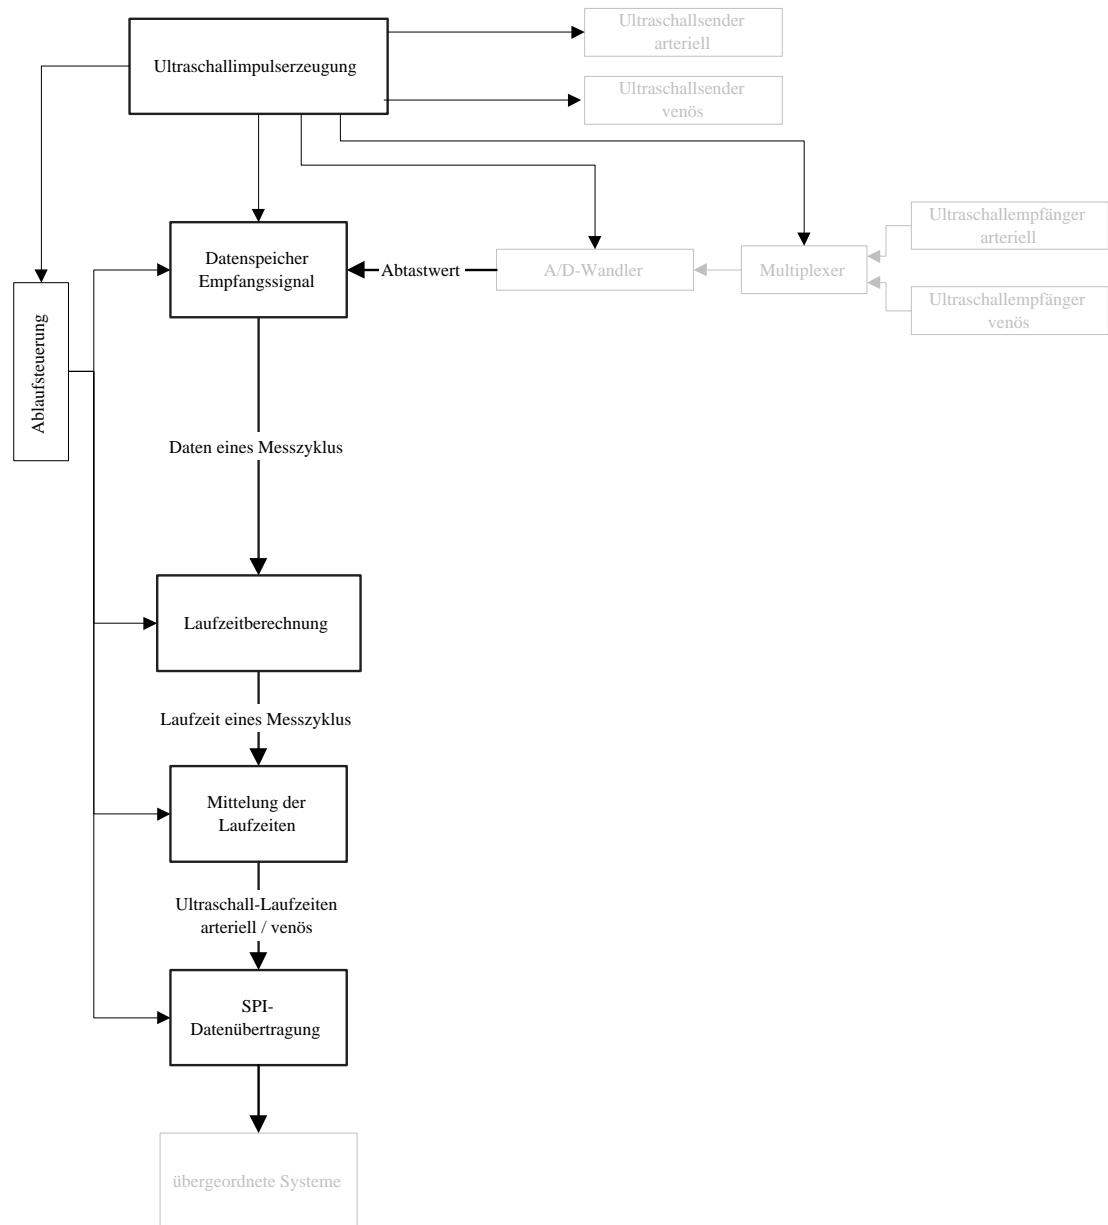 Ultraschallsender
arteriell
Ultraschallimpulserzeugung
Ultraschallsender
venös
Ultraschallempfänger
arteriell
Datenspeicher
Empfangssignal
Abtastwert
A/D-Wandler
Multiplexer
Ultraschallempfänger
venös
Ablaufsteuerung
Daten eines Messzyklus
Laufzeitberechnung
Laufzeit eines Messzyklus
Mittelung der
Laufzeiten
Ultraschall-Laufzeiten
arteriell / venös
SPI-
Datenübertragung
übergeordnete Systeme